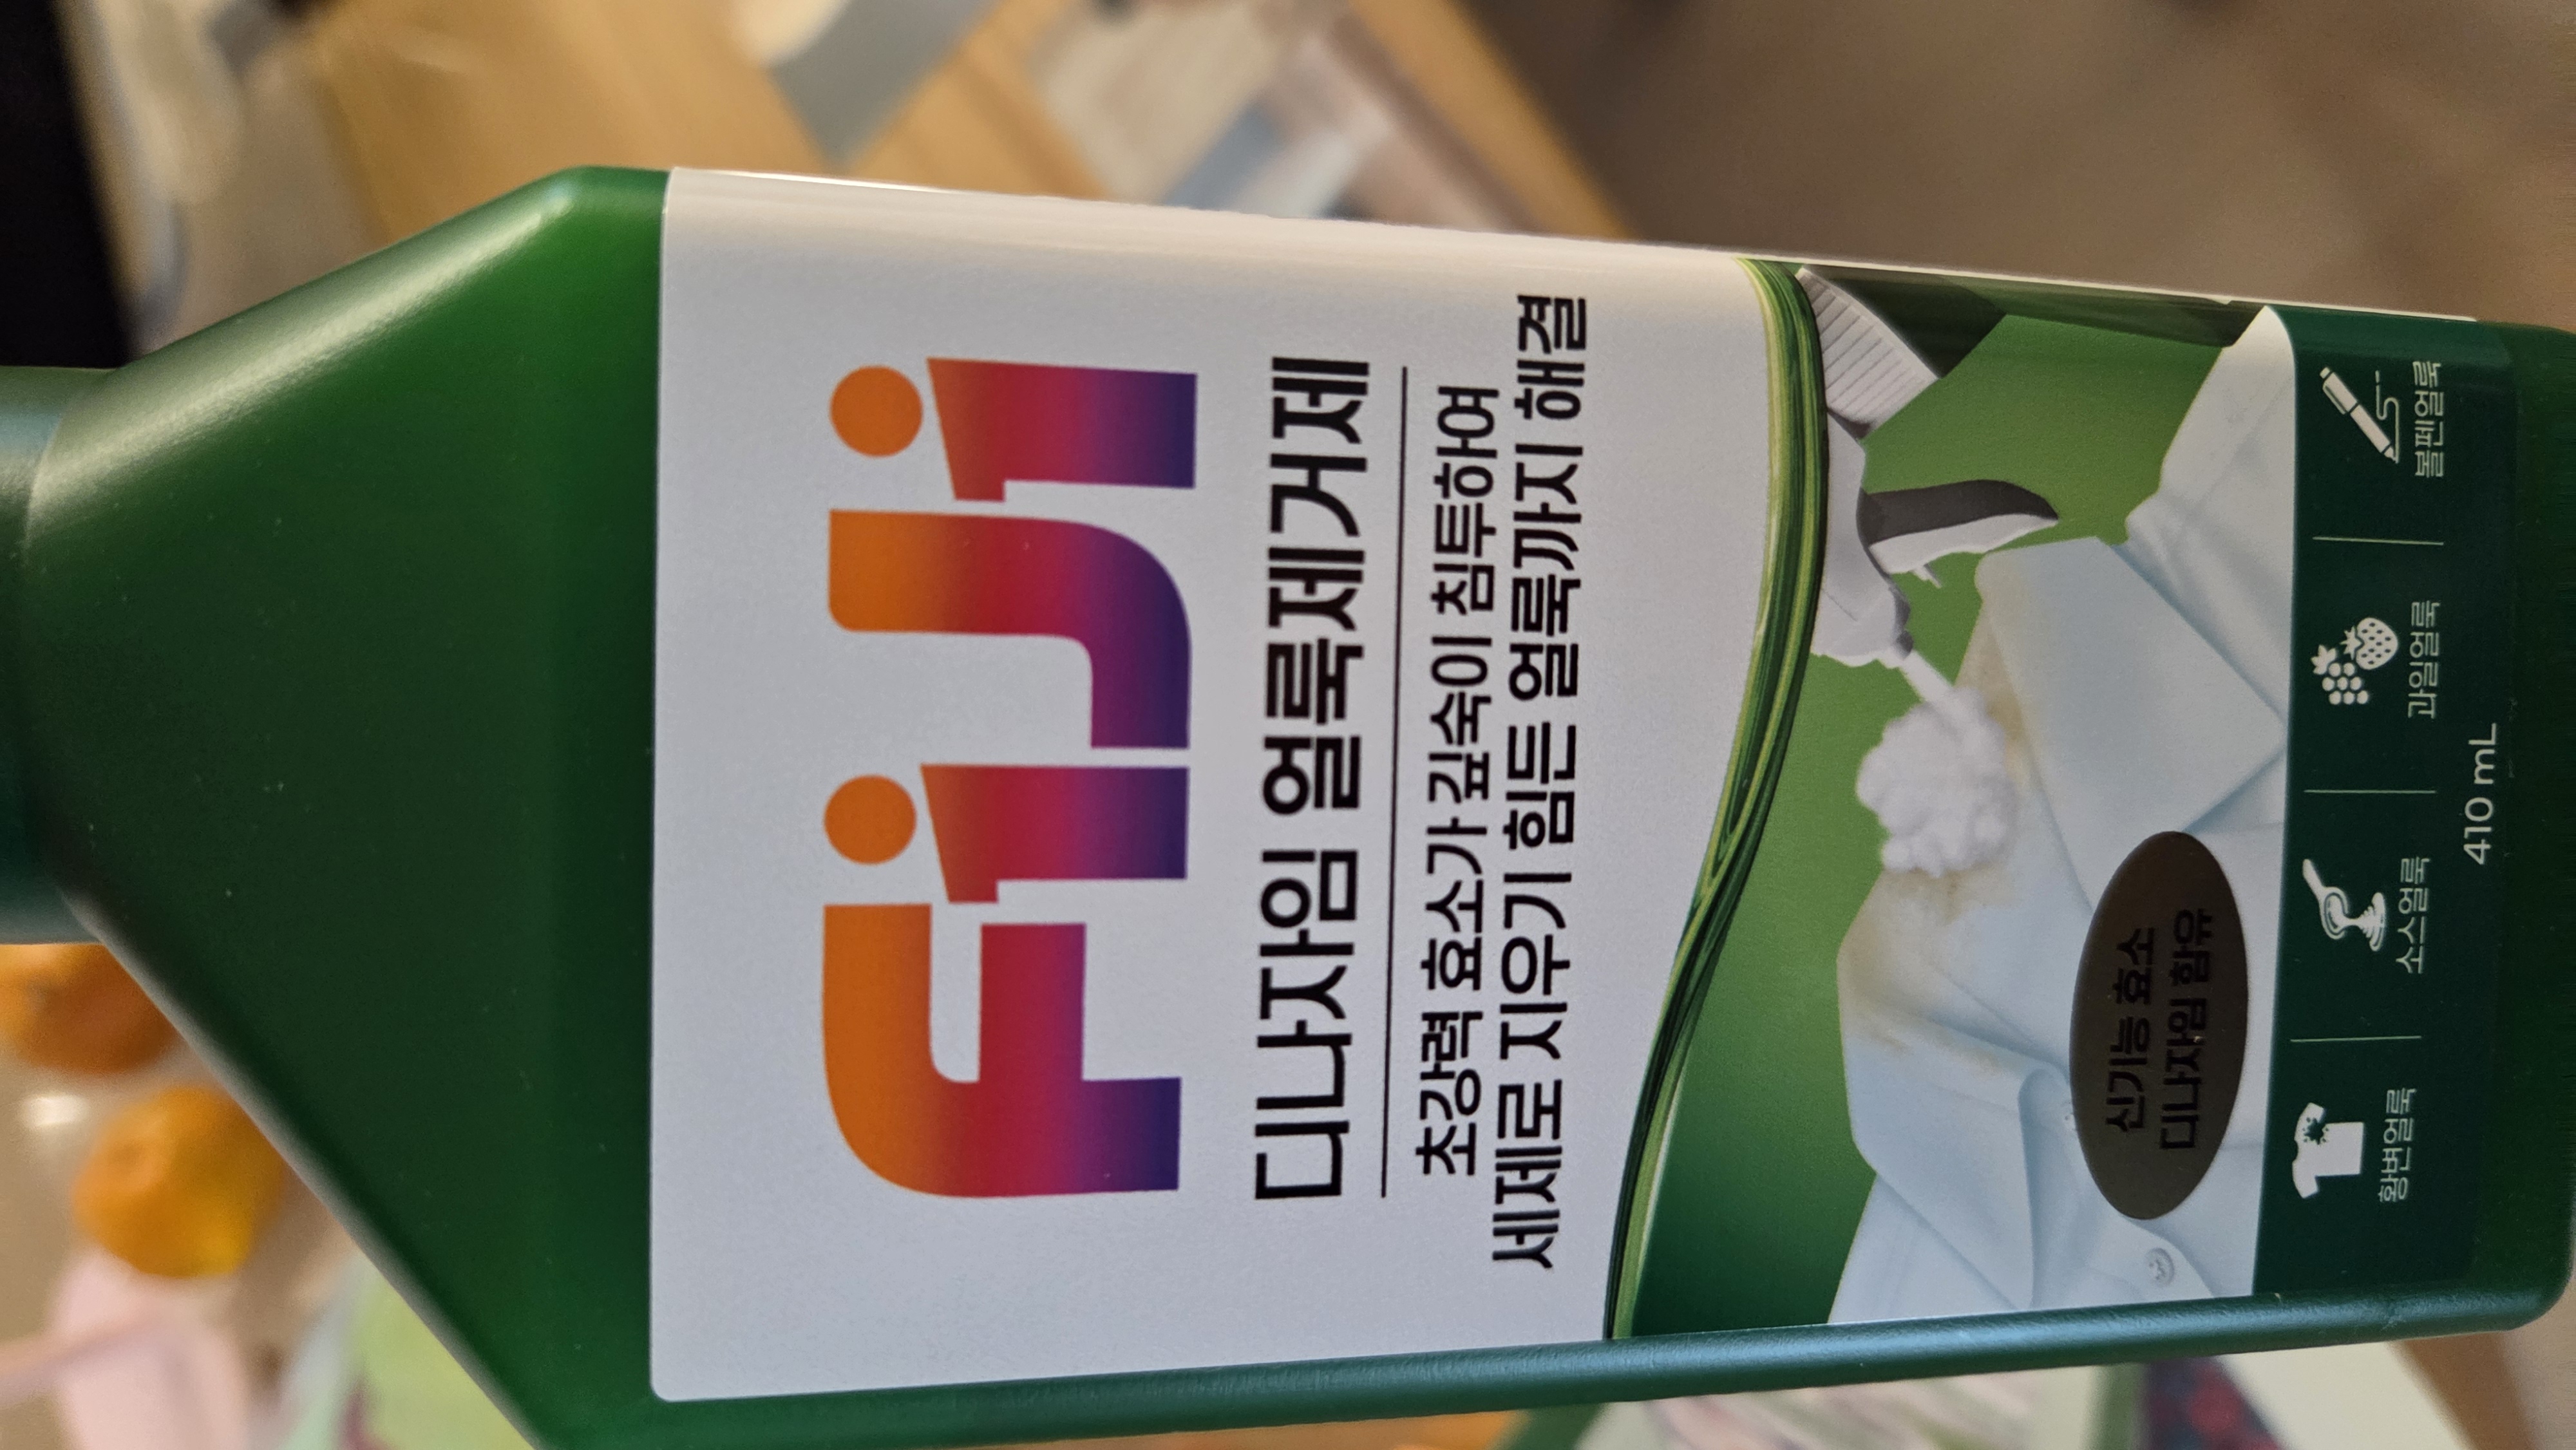 FiJi
디나자임 얼룩제거제
초강력 효소가 깊숙이 침투하여
세제로 지우기 힘든 얼룩까지 해결
신기능 효소
디나자임 함유
황변얼룩
소스얼룩
과일얼룩
볼펜얼룩
410 mL